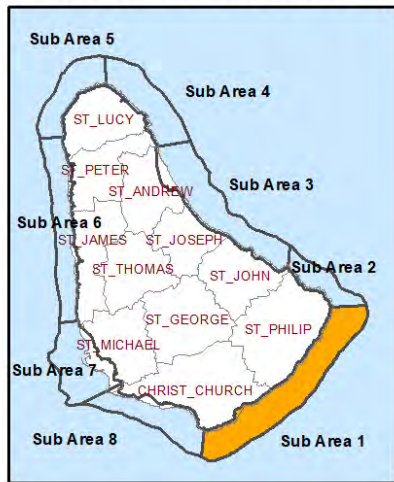 Sub Area 5
Sub Area 4
ST_LUCY
ST_PETER
Sub Area 3
ST_ANDREW
Sub Area 6
ST_JAMES
ST_JOSEPH
ST_THOMAS
ST_JOHN
Sub Area 2
ST_GEORGE
ST_PHILIP
ST_MICHAEL
Sub Area 7
CHRIST_CHURCH
Sub Area 8
Sub Area 1